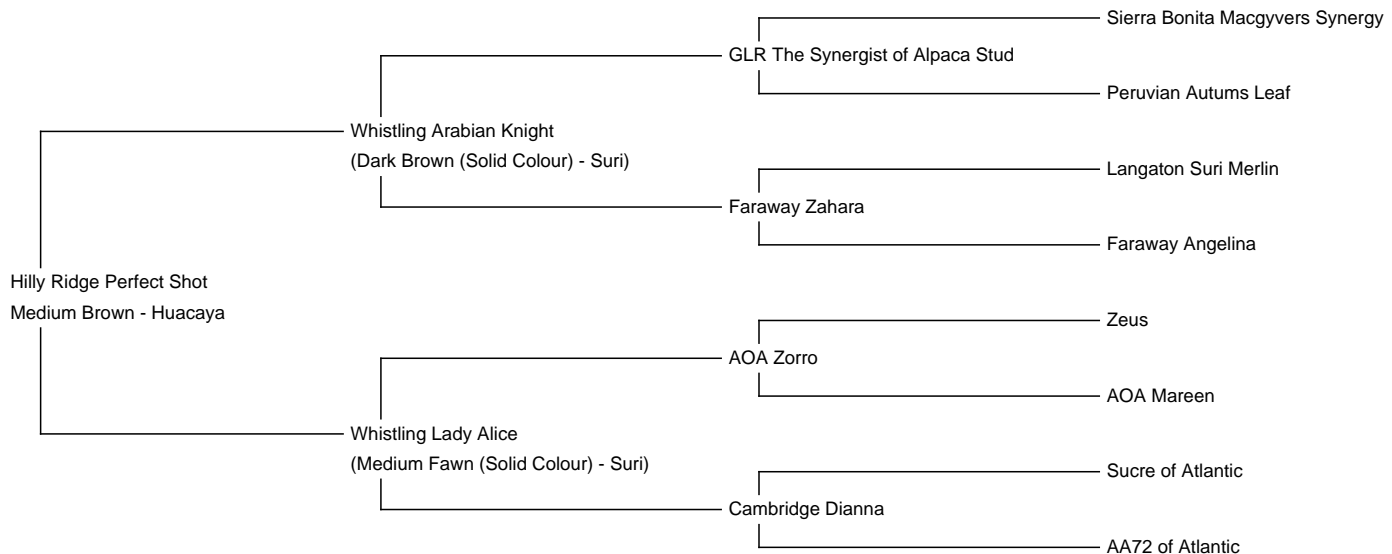 Sierra Bonita Macgyvers Synergy
GLR The Synergist of Alpaca Stud
Peruvian Autums Leaf
Whistling Arabian Knight
(Dark Brown (Solid Colour) - Suri)
Langaton Suri Merlin
Faraway Zahara
Faraway Angelina
Hilly Ridge Perfect Shot
Medium Brown - Huacaya
Zeus
AOA Zorro
AOA Mareen
Whistling Lady Alice
(Medium Fawn (Solid Colour) - Suri)
Sucre of Atlantic
Cambridge Dianna
AA72 of Atlantic